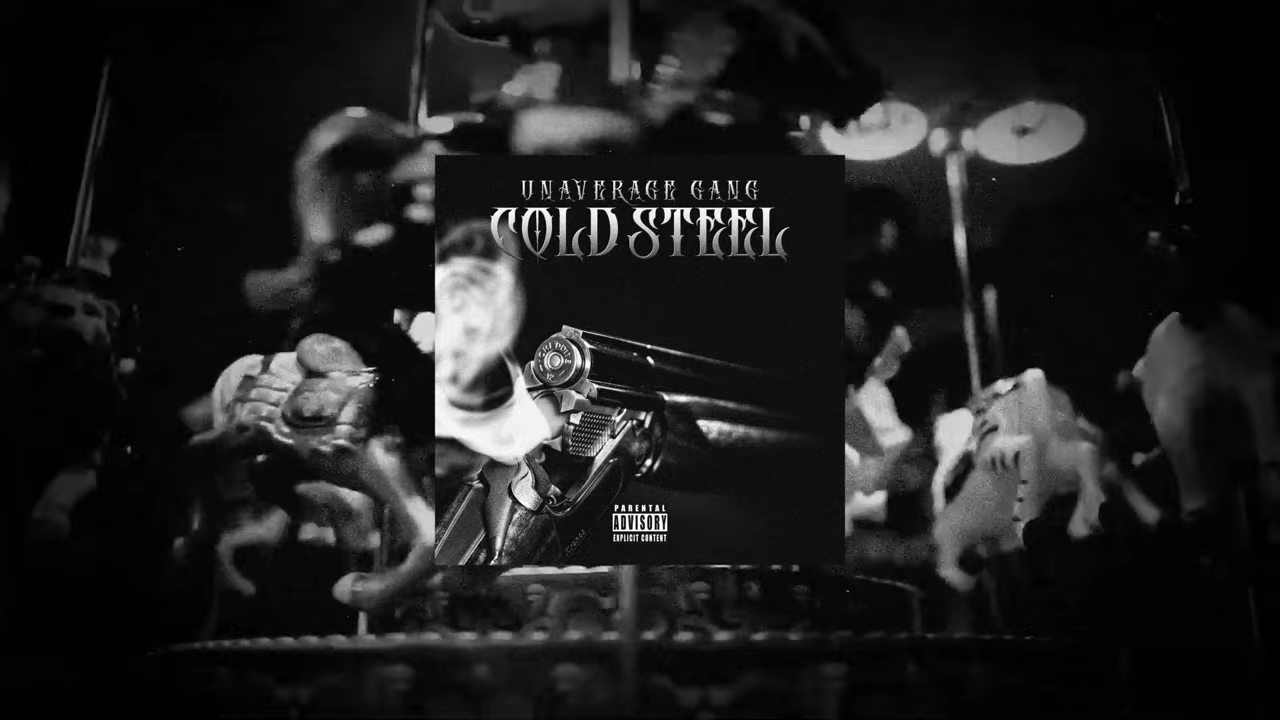 UNAVERAGE GANG
COLD STEEL
PARENTAL
ADVISORY
EXPLICIT CONTENT